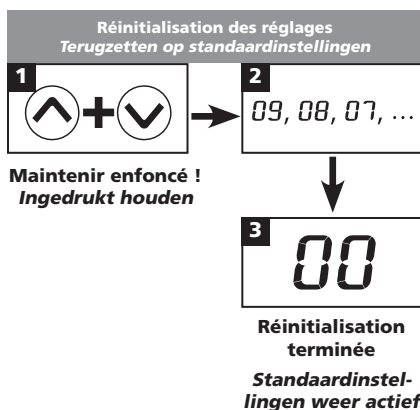 Réinitialisation des réglages
Terugzetten op standaardinstellingen
1
+
2
09, 08, 07, ...
Maintenir enfoncé !
Ingedrukt houden
3
00
Réinitialisation
terminée
Standaardinstel-
lingen weer actief